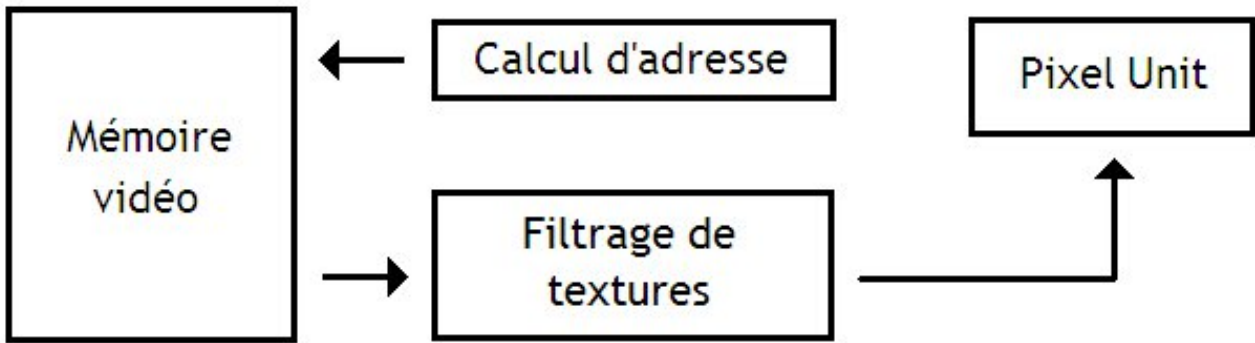 Mémoire
vidéo
Calcul d'adresse
Filtrage de
textures
Pixel Unit